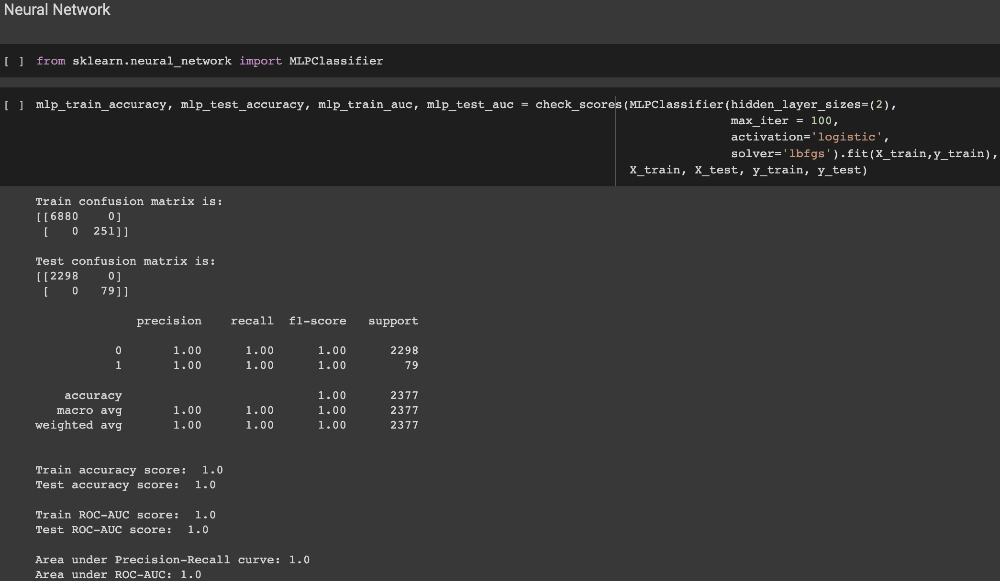 Neural Network
[ ] from sklearn.neural_network import MLPClassifier
[ ] mlp_train_accuracy, mlp_test_accuracy, mlp_train_auc, mlp_test_auc = check_scores(MLPClassifier(hidden_layer_sizes=(2),
max_iter = 100,
activation='logistic',
solver='lbfgs').fit(X_train,y_train),
X_train, X_test, y_train, y_test)
Train confusion matrix is:
[[6880    0]
 [   0  251]]
Test confusion matrix is:
[[2298    0]
 [   0   79]]
              precision    recall  f1-score   support
           0       1.00      1.00      1.00      2298
           1       1.00      1.00      1.00        79
    accuracy                           1.00      2377
   macro avg       1.00      1.00      1.00      2377
weighted avg       1.00      1.00      1.00      2377
Train accuracy score:  1.0
Test accuracy score:  1.0
Train ROC-AUC score:  1.0
Test ROC-AUC score:  1.0
Area under Precision-Recall curve: 1.0
Area under ROC-AUC: 1.0